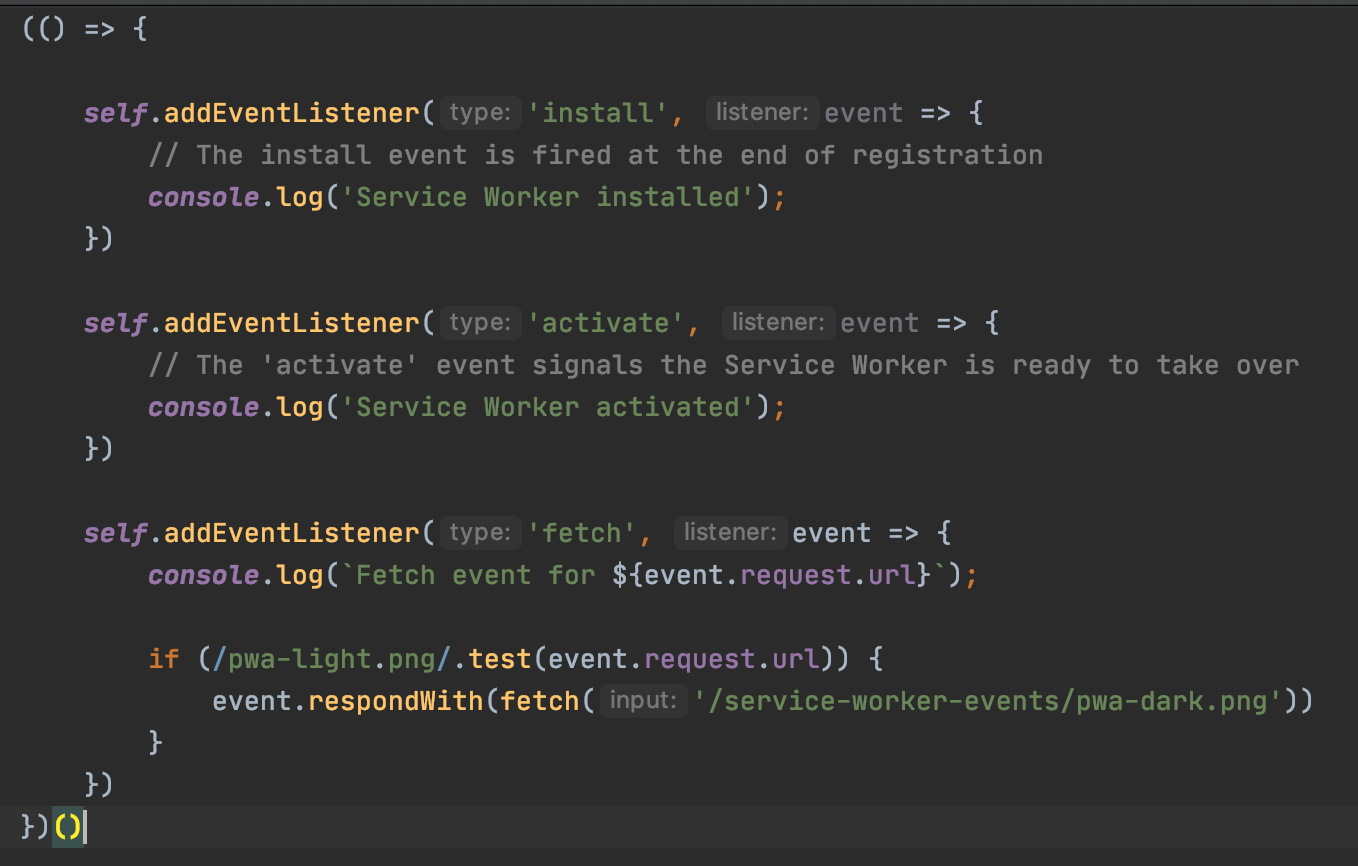 (() => {
self.addEventListener( type: 'install', listener: event => {
// The install event is fired at the end of registration
console.log('Service Worker installed');
})
self.addEventListener( type: 'activate', listener: event => {
// The 'activate' event signals the Service Worker is ready to take over
console.log('Service Worker activated');
})
self.addEventListener( type: 'fetch', listener: event => {
console.log(`Fetch event for ${event.request.url}`);
if (/pwa-light.png/.test(event.request.url)) {
event.respondWith(fetch( input: '/service-worker-events/pwa-dark.png'))
}
})
})()